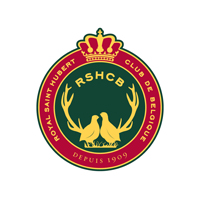 ROYAL SAINT HUBERT CLUB DE BELGIQUE
RSHCB
DEPUIS 1909